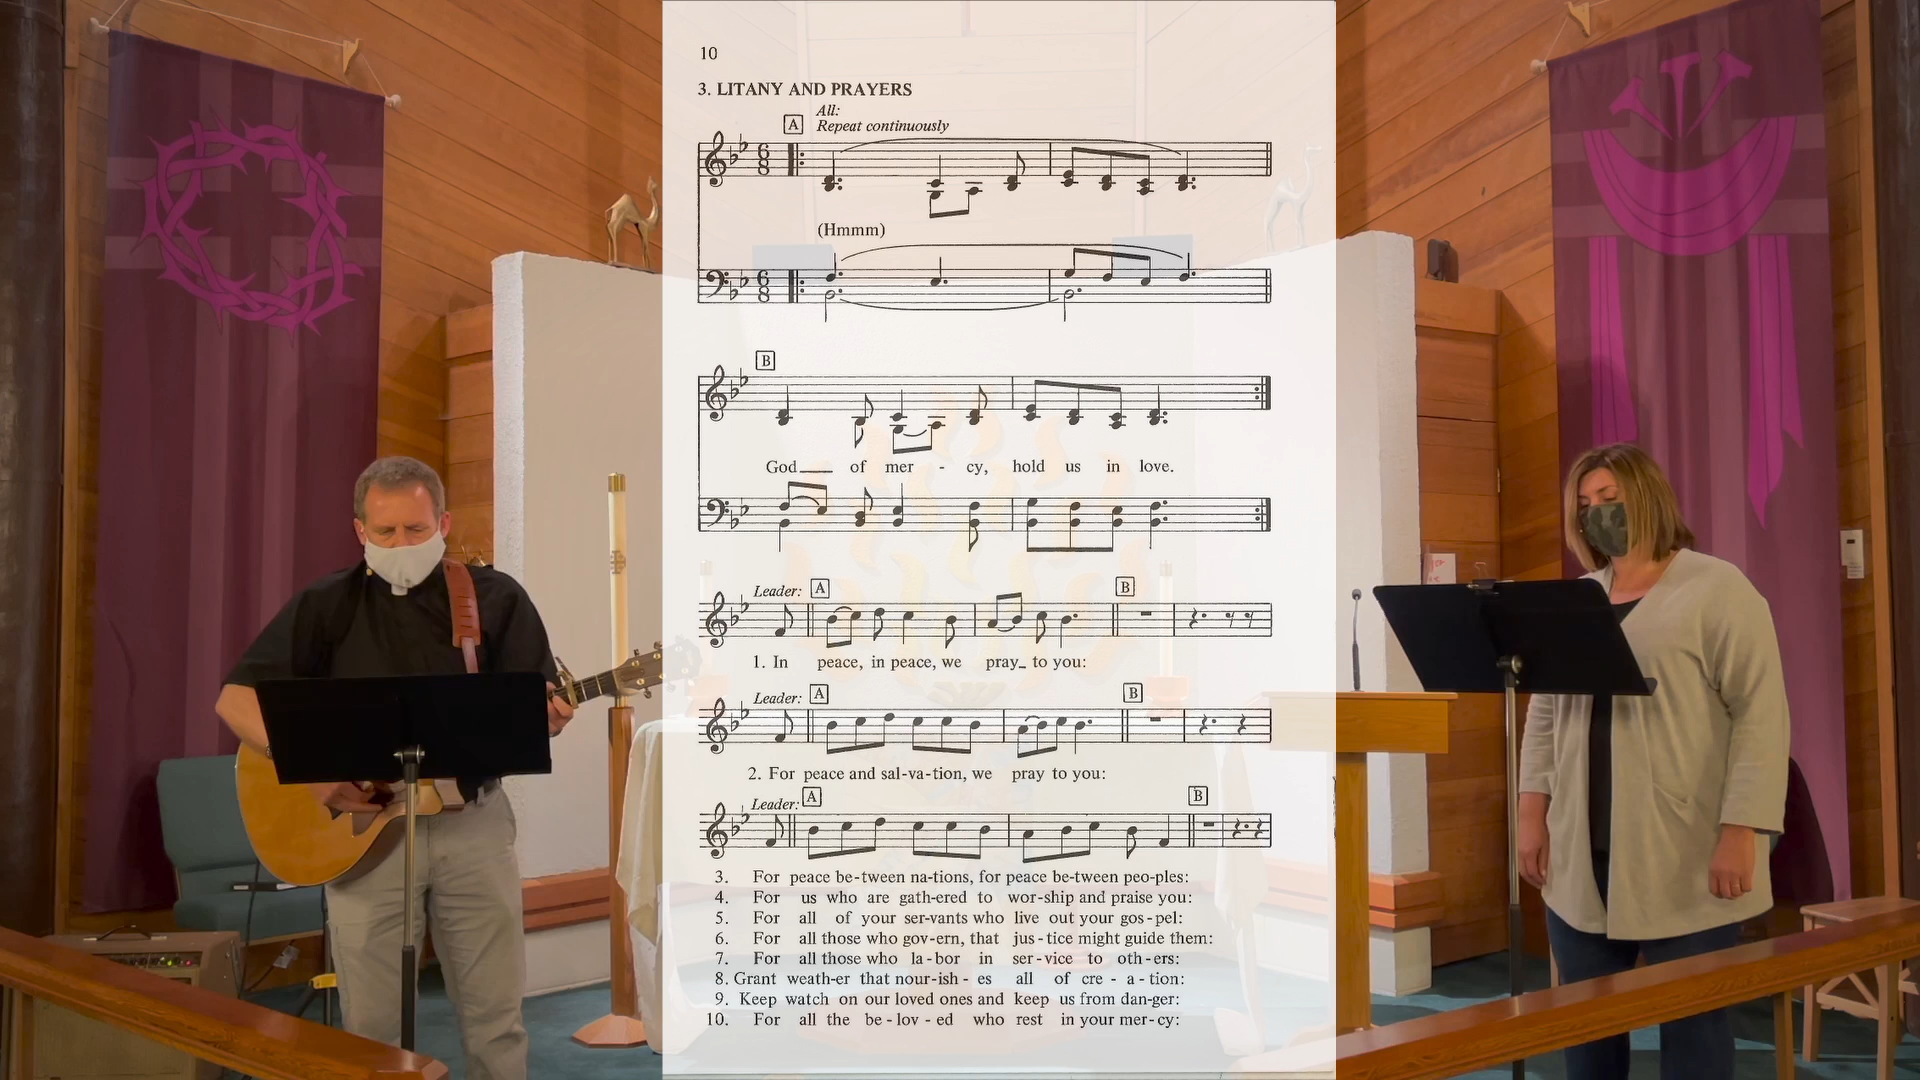 10
3. LITANY AND PRAYERS
All:
A Repeat continuously
(Hmmm)
B
God___ of mer - cy, hold us in love.
Leader: A B
1. In peace, in peace, we pray_ to you:
Leader: A B
2. For peace and sal-va-tion, we pray to you:
Leader: A B
3. For peace be-tween na-tions, for peace be-tween peo-ples:
4. For us who are gath-ered to wor-ship and praise you:
5. For all of your ser-vants who live out your gos-pel:
6. For all those who gov-ern, that jus-tice might guide them:
7. For all those who la-bor in ser-vice to oth-ers:
8. Grant weath-er that nour-ish-es all of cre-a-tion:
9. Keep watch on our loved ones and keep us from dan-ger:
10. For all the be-lov-ed who rest in your mer-cy: